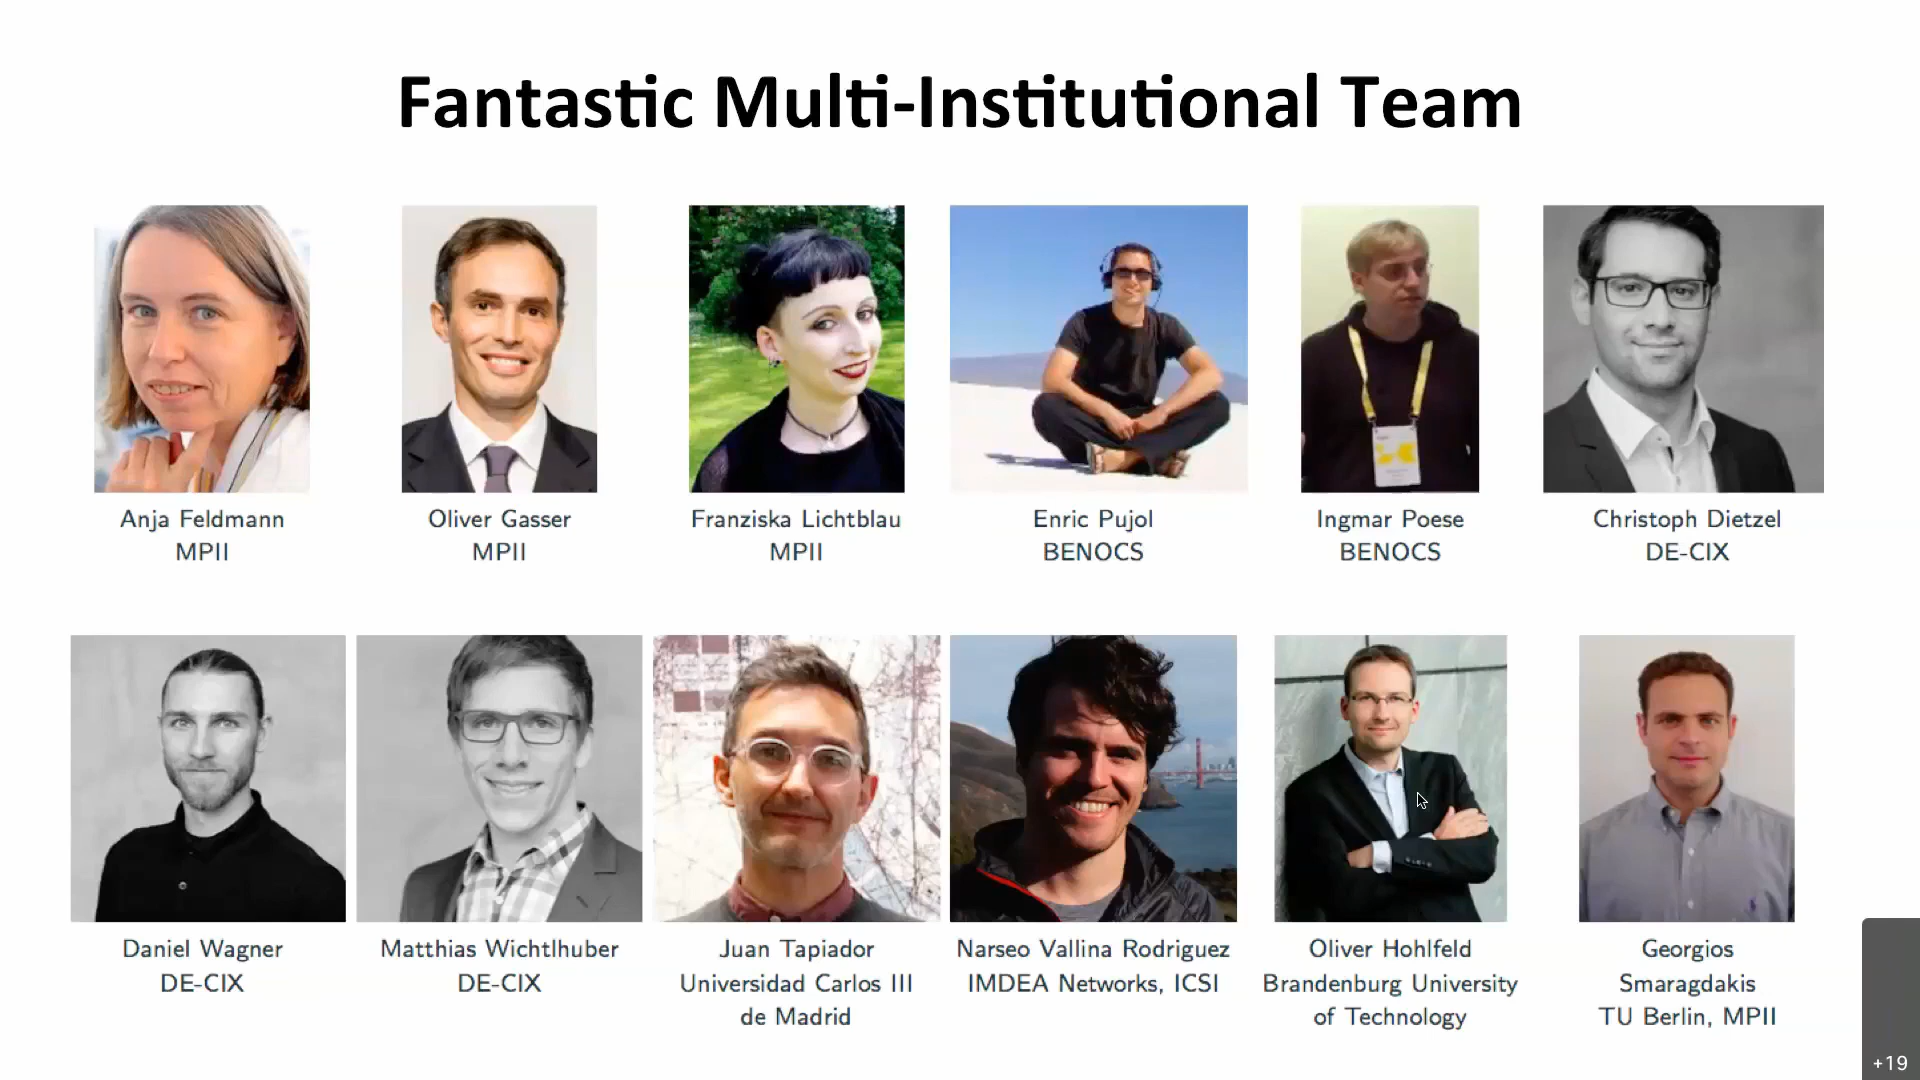 Fantastic Multi-Institutional Team
Anja Feldmann
MPII
Oliver Gasser
MPII
Franziska Lichtblau
MPII
Enric Pujol
BENOCS
Ingmar Poese
BENOCS
Christoph Dietzel
DE-CIX
Daniel Wagner
DE-CIX
Matthias Wichtlhuber
DE-CIX
Juan Tapiador
Universidad Carlos III
de Madrid
Narseo Vallina Rodriguez
IMDEA Networks, ICSI
Oliver Hohlfeld
Brandenburg University
of Technology
Georgios
Smaragdakis
TU Berlin, MPII
+19